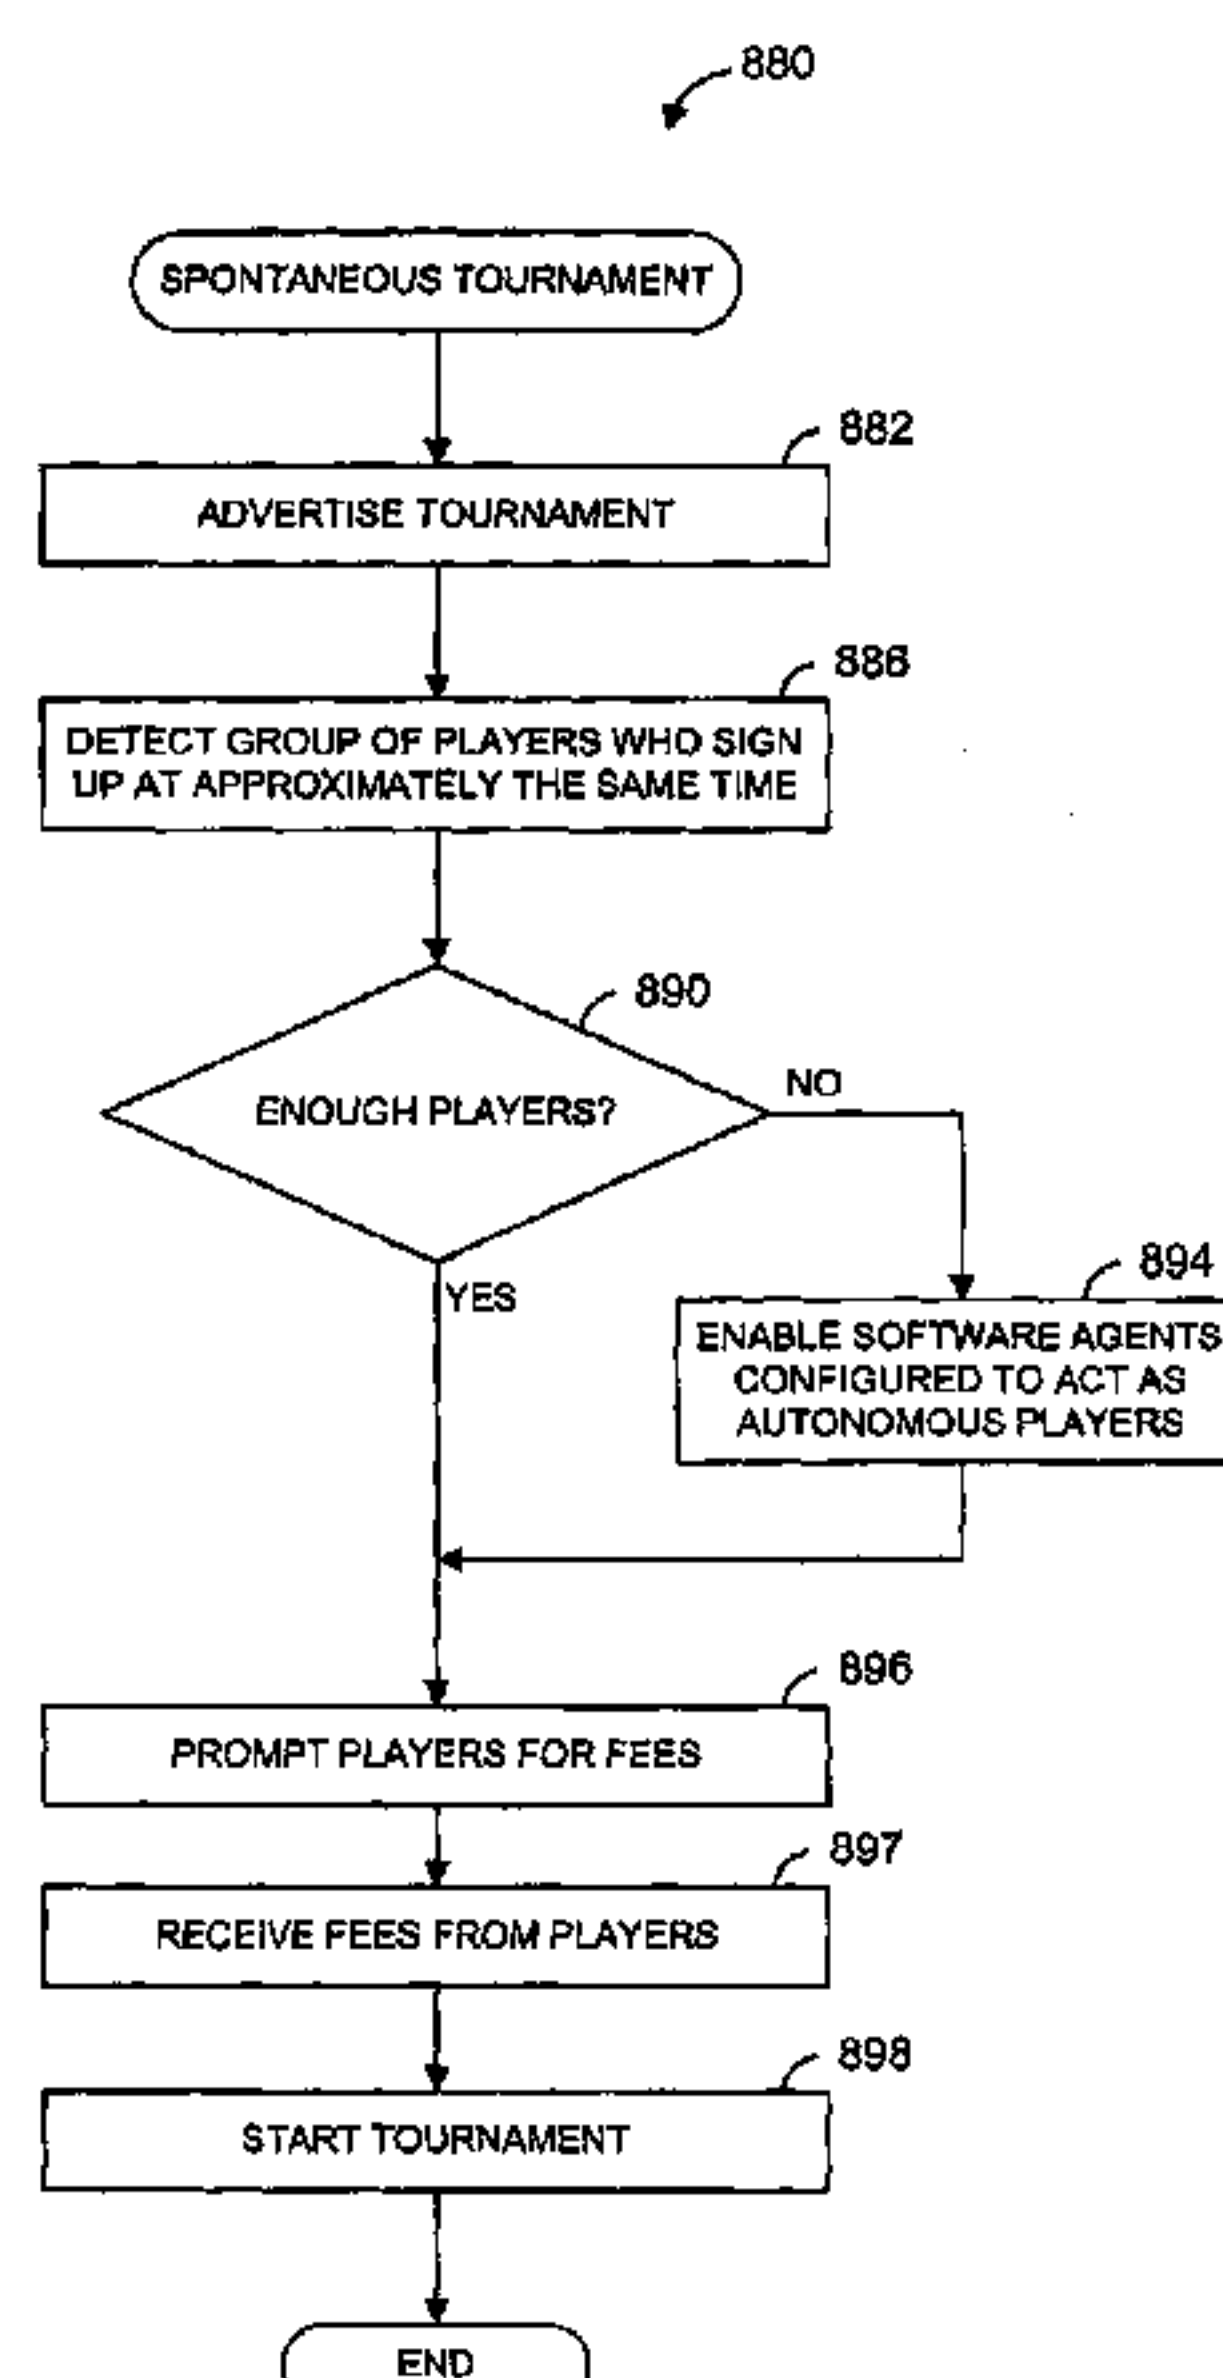 880
SPONTANEOUS TOURNAMENT
882
ADVERTISE TOURNAMENT
886
DETECT GROUP OF PLAYERS WHO SIGN
UP AT APPROXIMATELY THE SAME TIME
890
ENOUGH PLAYERS?
NO
YES
894
ENABLE SOFTWARE AGENTS
CONFIGURED TO ACT AS
AUTONOMOUS PLAYERS
896
PROMPT PLAYERS FOR FEES
897
RECEIVE FEES FROM PLAYERS
898
START TOURNAMENT
END